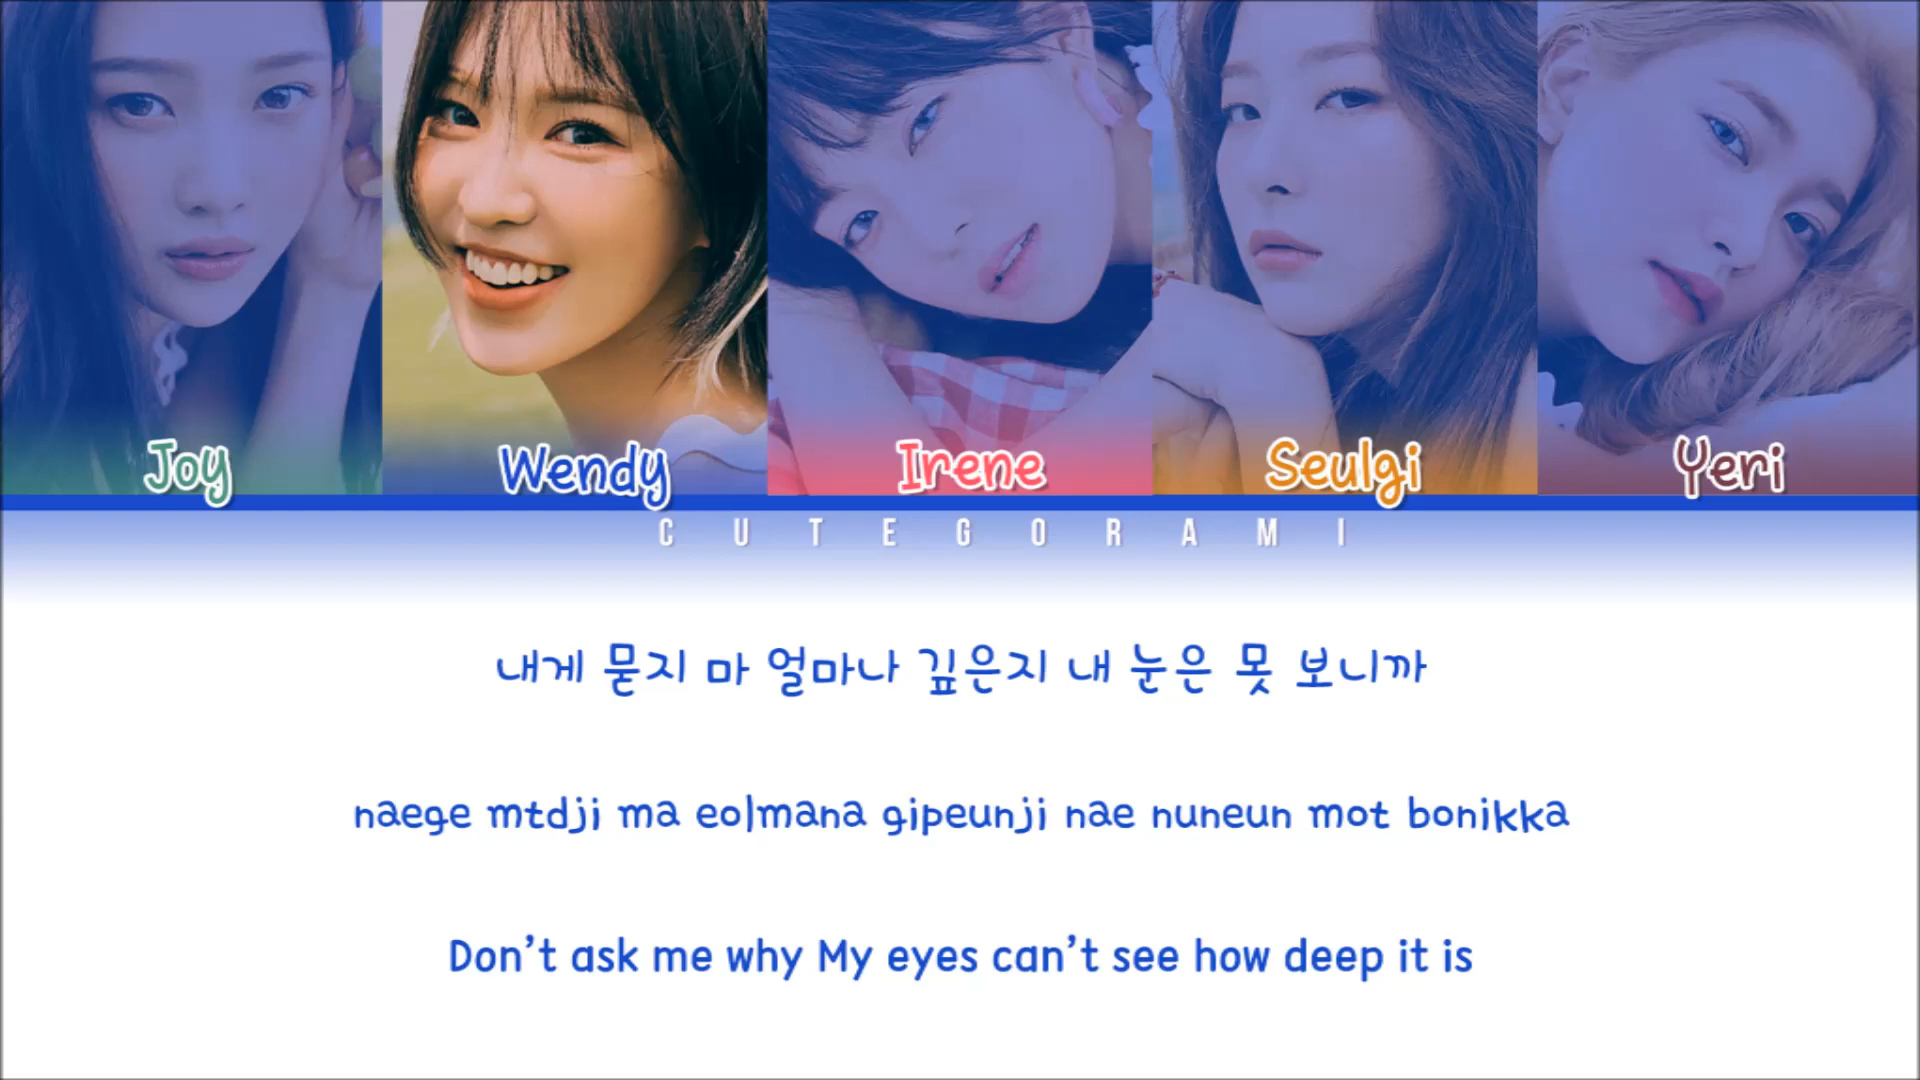 Joy Wendy Irene Seulgi Yeri
CUTEGORAMI
내게 묻지 마 얼마나 깊은지 내 눈은 못 보니까
naege mtdji ma eolmana gipeunji nae nuneun mot bonikka
Don't ask me why My eyes can't see how deep it is